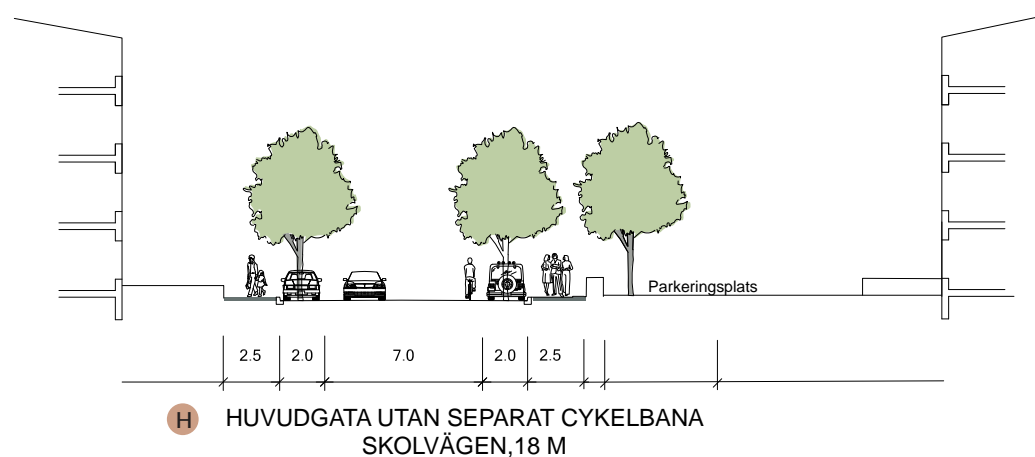 Parkeringsplats
2.5 2.0 7.0 2.0 2.5
H HUVUDGATA UTAN SEPARAT CYKELBANA
SKOLVÄGEN,18 M